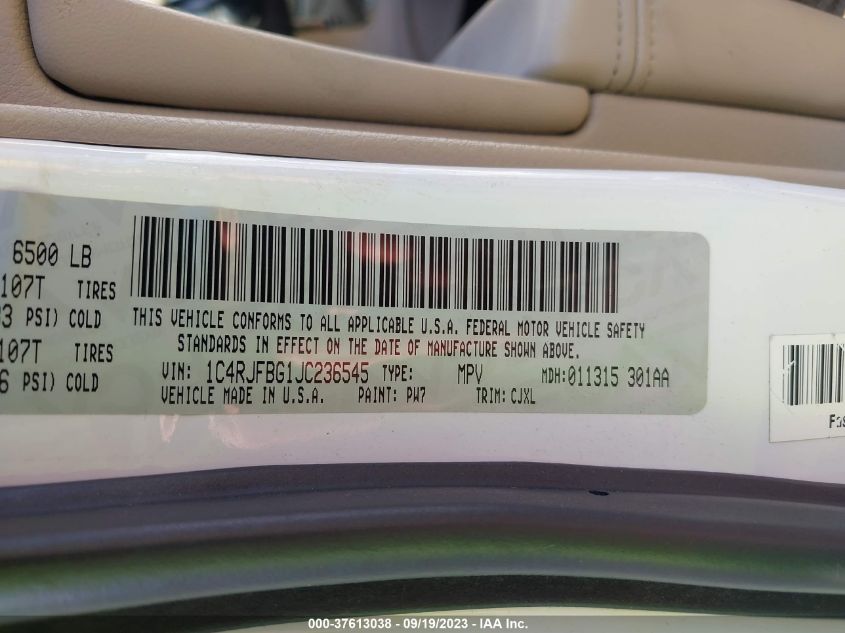 6500 LB
107T TIRES
3 PSI) COLD
107T TIRES
6 PSI) COLD
THIS VEHICLE CONFORMS TO ALL APPLICABLE U.S.A. FEDERAL MOTOR VEHICLE SAFETY
STANDARDS IN EFFECT ON THE DATE OF MANUFACTURE SHOWN ABOVE.
VIN: 1C4RJFBG1JC236545 TYPE: MPV MDH:011315 301AA
VEHICLE MADE IN U.S.A. PAINT: PW7 TRIM: CJXL
000-37613038 - 09/19/2023 - IAA Inc.